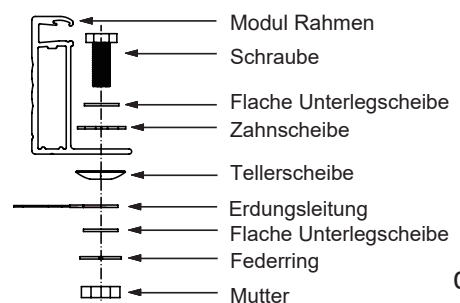 Modul Rahmen
Schraube
Flache Unterlegscheibe
Zahnscheibe
Tellerscheibe
Erdungsleitung
Flache Unterlegscheibe
Federring
Mutter